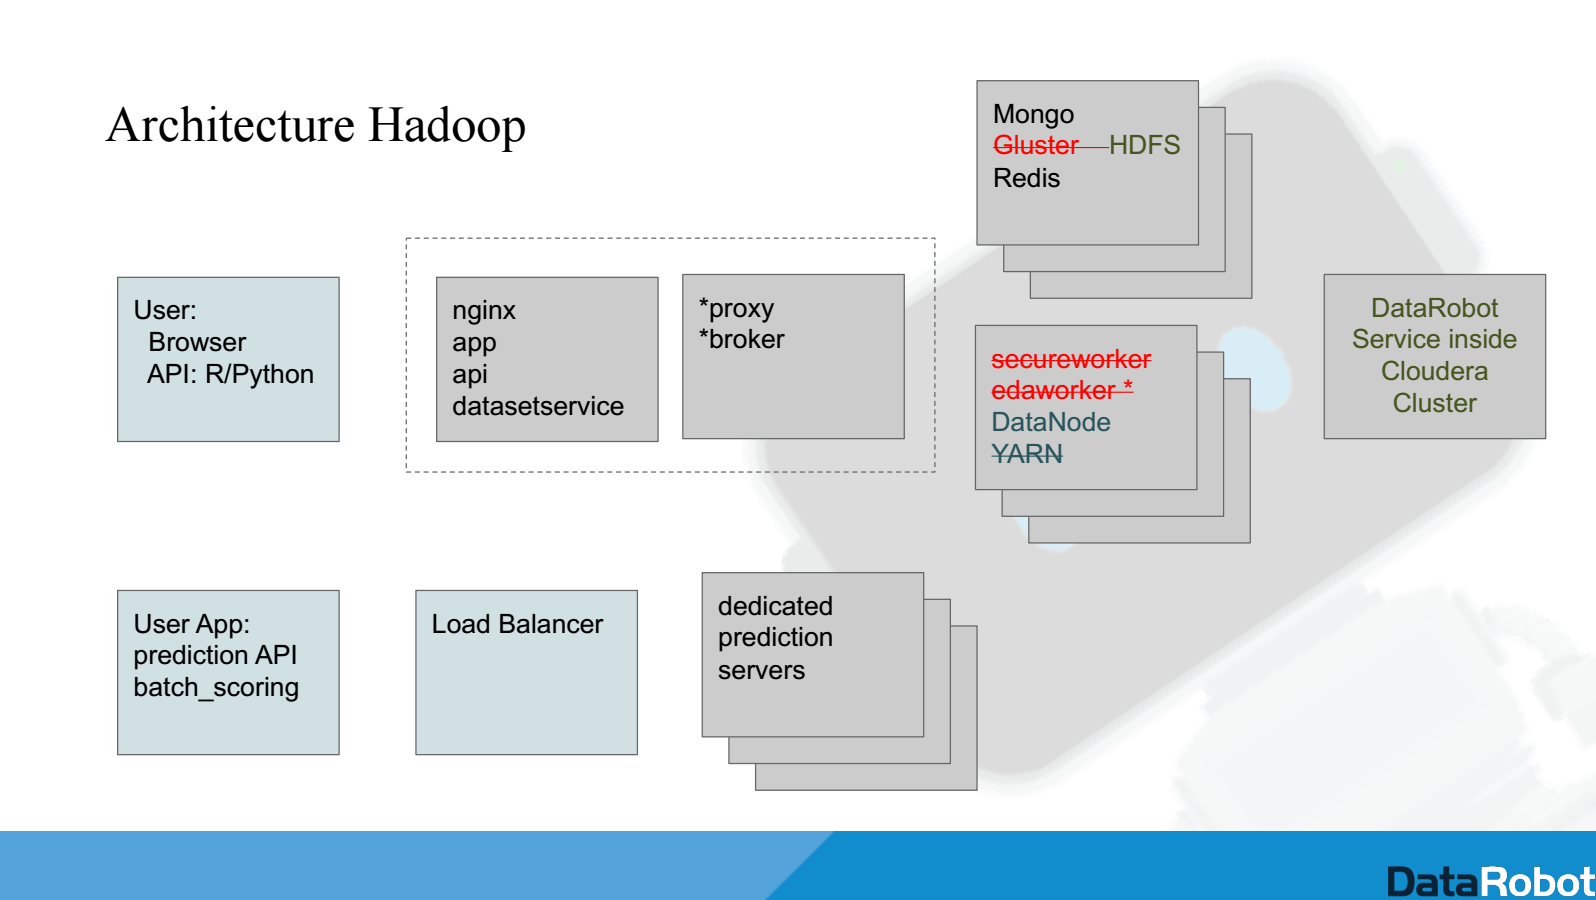 Architecture Hadoop
Mongo
Gluster HDFS
Redis
User:
Browser
API: R/Python
nginx
app
api
datasetservice
*proxy
*broker
secureworker
edaworker *
DataNode
YARN
DataRobot
Service inside
Cloudera
Cluster
User App:
prediction API
batch_scoring
Load Balancer
dedicated
prediction
servers
DataRobot